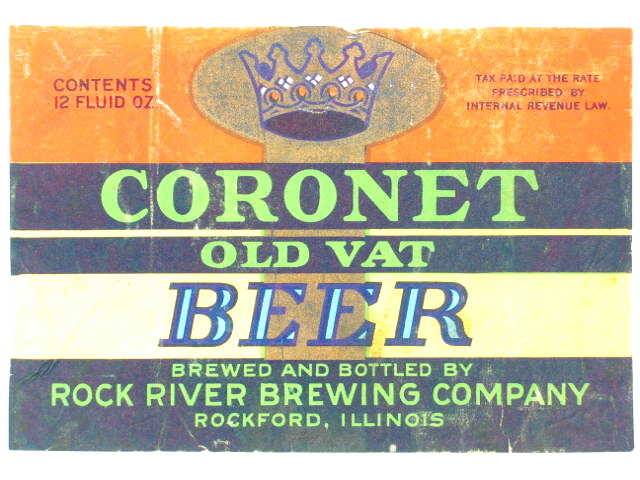 CONTENTS
12 FLUID OZ.
TAX PAID AT THE RATE
PRESCRIBED BY
INTERNAL REVENUE LAW.
CORONET
OLD VAT
BEER
BREWED AND BOTTLED BY
ROCK RIVER BREWING COMPANY
ROCKFORD, ILLINOIS